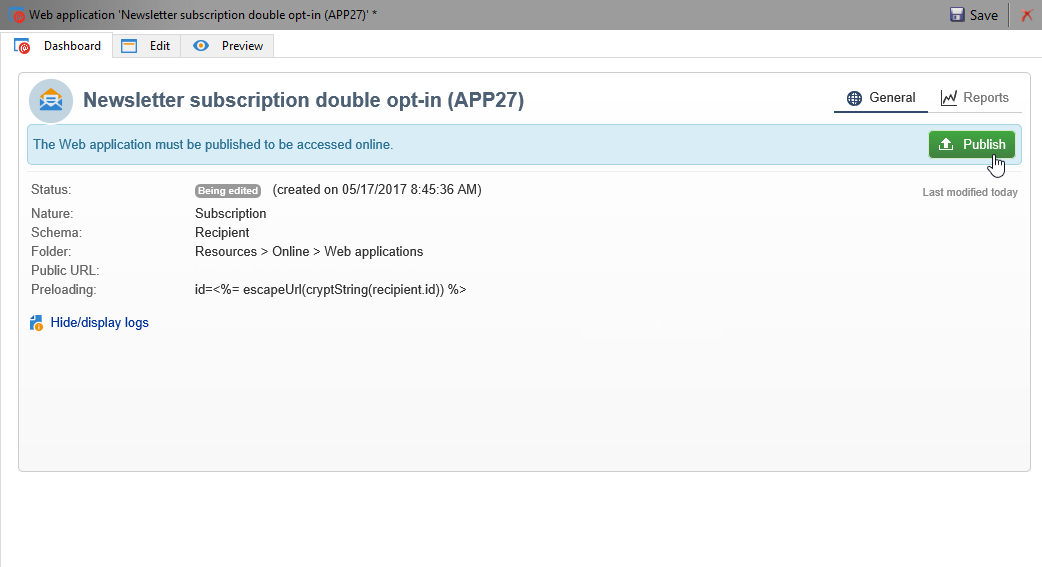 Web application 'Newsletter subscription double opt-in (APP27)' * Save
Dashboard Edit Preview
Newsletter subscription double opt-in (APP27) General Reports
The Web application must be published to be accessed online. Publish
Status: Being edited (created on 05/17/2017 8:45:36 AM) Last modified today
Nature: Subscription
Schema: Recipient
Folder: Resources > Online > Web applications
Public URL:
Preloading: id=<%= escapeUrl(cryptString(recipient.id)) %>
Hide/display logs